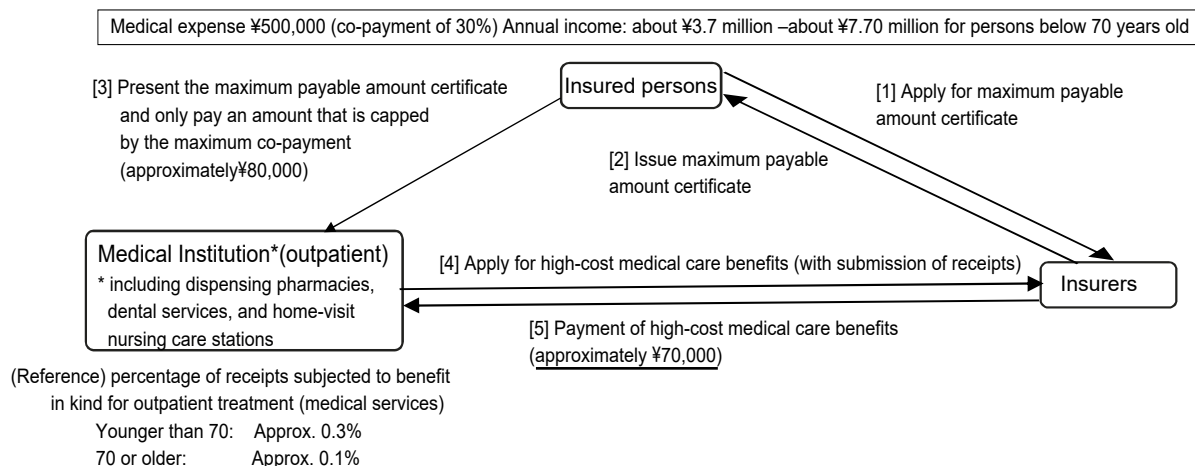 Medical expense ¥500,000 (co-payment of 30%) Annual income: about ¥3.7 million –about ¥7.70 million for persons below 70 years old
[3] Present the maximum payable amount certificate
and only pay an amount that is capped
by the maximum co-payment
(approximately¥80,000)
Insured persons
[1] Apply for maximum payable
amount certificate
[2] Issue maximum payable
amount certificate
Medical Institution*(outpatient)
* including dispensing pharmacies,
dental services, and home-visit
nursing care stations
[4] Apply for high-cost medical care benefits (with submission of receipts)
Insurers
[5] Payment of high-cost medical care benefits
(approximately ¥70,000)
(Reference) percentage of receipts subjected to benefit
in kind for outpatient treatment (medical services)
Younger than 70: Approx. 0.3%
70 or older: Approx. 0.1%